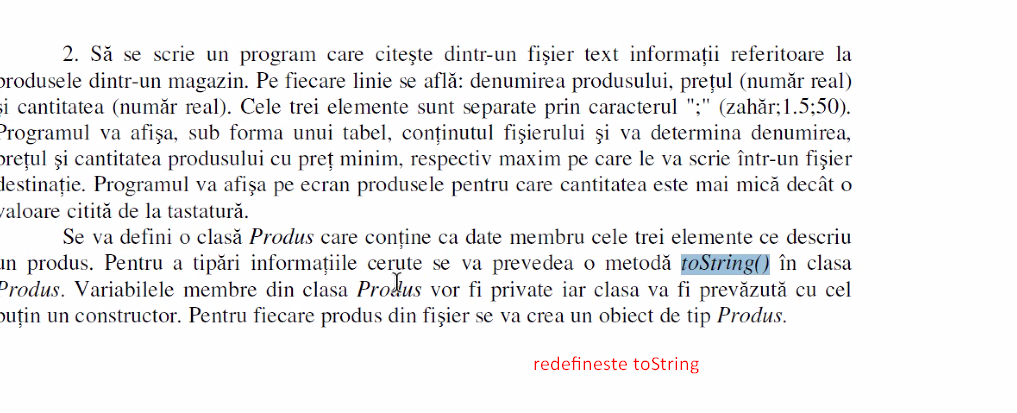 2. Să se scrie un program care citeşte dintr-un fişier text informaţii referitoare la
produsele dintr-un magazin. Pe fiecare linie se află: denumirea produsului, preţul (număr real)
şi cantitatea (număr real). Cele trei elemente sunt separate prin caracterul ";" (zahăr;1.5;50).
Programul va afişa, sub forma unui tabel, conţinutul fişierului şi va determina denumirea,
preţul şi cantitatea produsului cu preţ minim, respectiv maxim pe care le va scrie într-un fişier
destinaţie. Programul va afişa pe ecran produsele pentru care cantitatea este mai mică decât o
valoare citită de la tastatură.
Se va defini o clasă Produs care conţine ca date membru cele trei elemente ce descriu
un produs. Pentru a tipări informaţiile cerute se va prevedea o metodă toString() în clasa
Produs. Variabilele membre din clasa Produs vor fi private iar clasa va fi prevăzută cu cel
puţin un constructor. Pentru fiecare produs din fişier se va crea un obiect de tip Produs.
redefineste toString